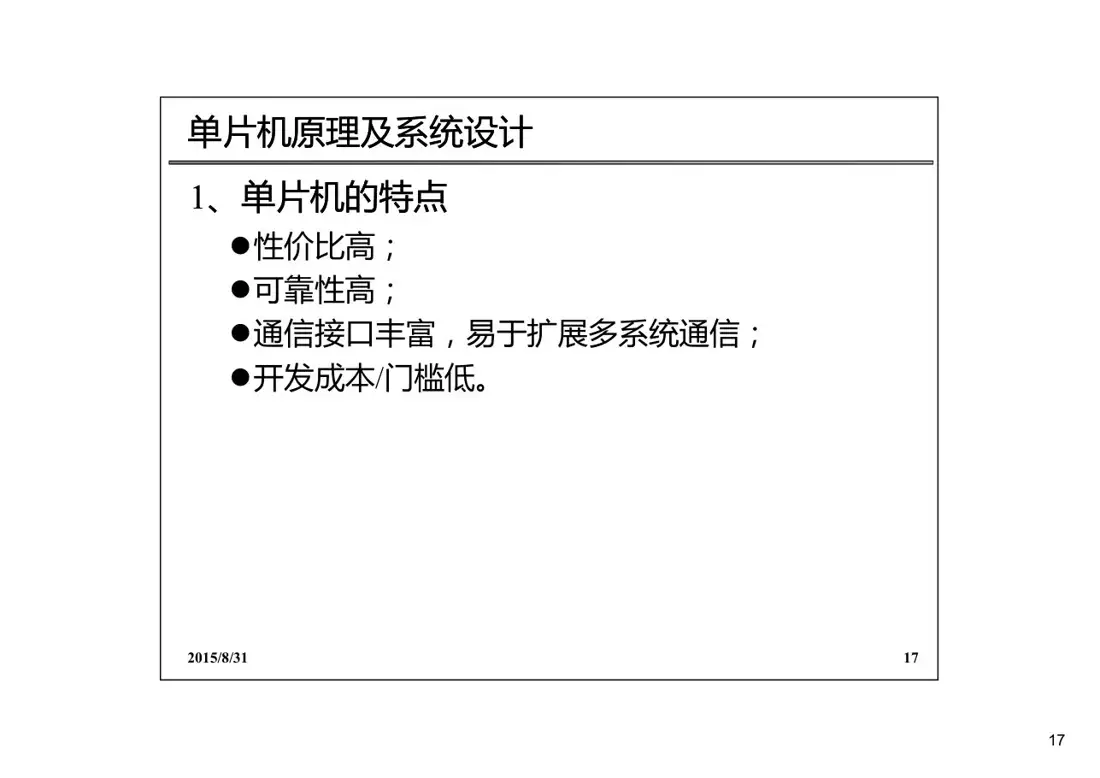 单片机原理及系统设计
1、单片机的特点
●性价比高；
●可靠性高；
●通信接口丰富，易于扩展多系统通信；
●开发成本/门槛低。
2015/8/31
17
17